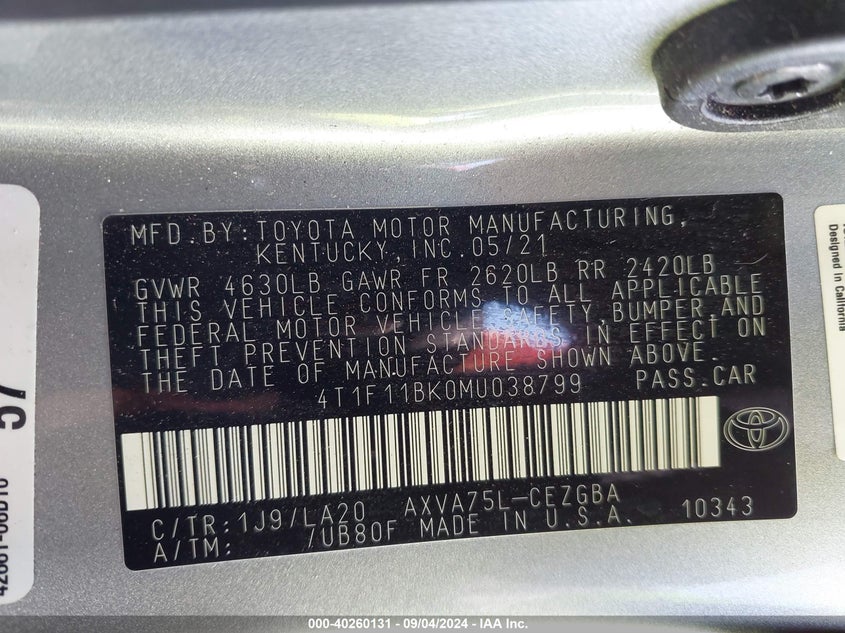 MFD.BY:TOYOTA MOTOR MANUFACTURING,
KENTUCKY,INC.05/21
GVWR 4630LB GAWR FR 2620LB RR 2420LB
THIS VEHICLE CONFORMS TO ALL APPLICABLE
FEDERAL MOTOR VEHICLE SAFETY,BUMPER,AND
THEFT PREVENTION STANDARDS IN EFFECT ON
THE DATE OF MANUFACTURE SHOWN ABOVE.
4T1F11BK0MU038799 PASS.CAR
C/TR:1J9/LA20 AXVA75L-CEZGBA
A/TM: /UB80F MADE IN U.S.A. 10343
57
Designed in California
000-40260131 - 09/04/2024 - IAA Inc.